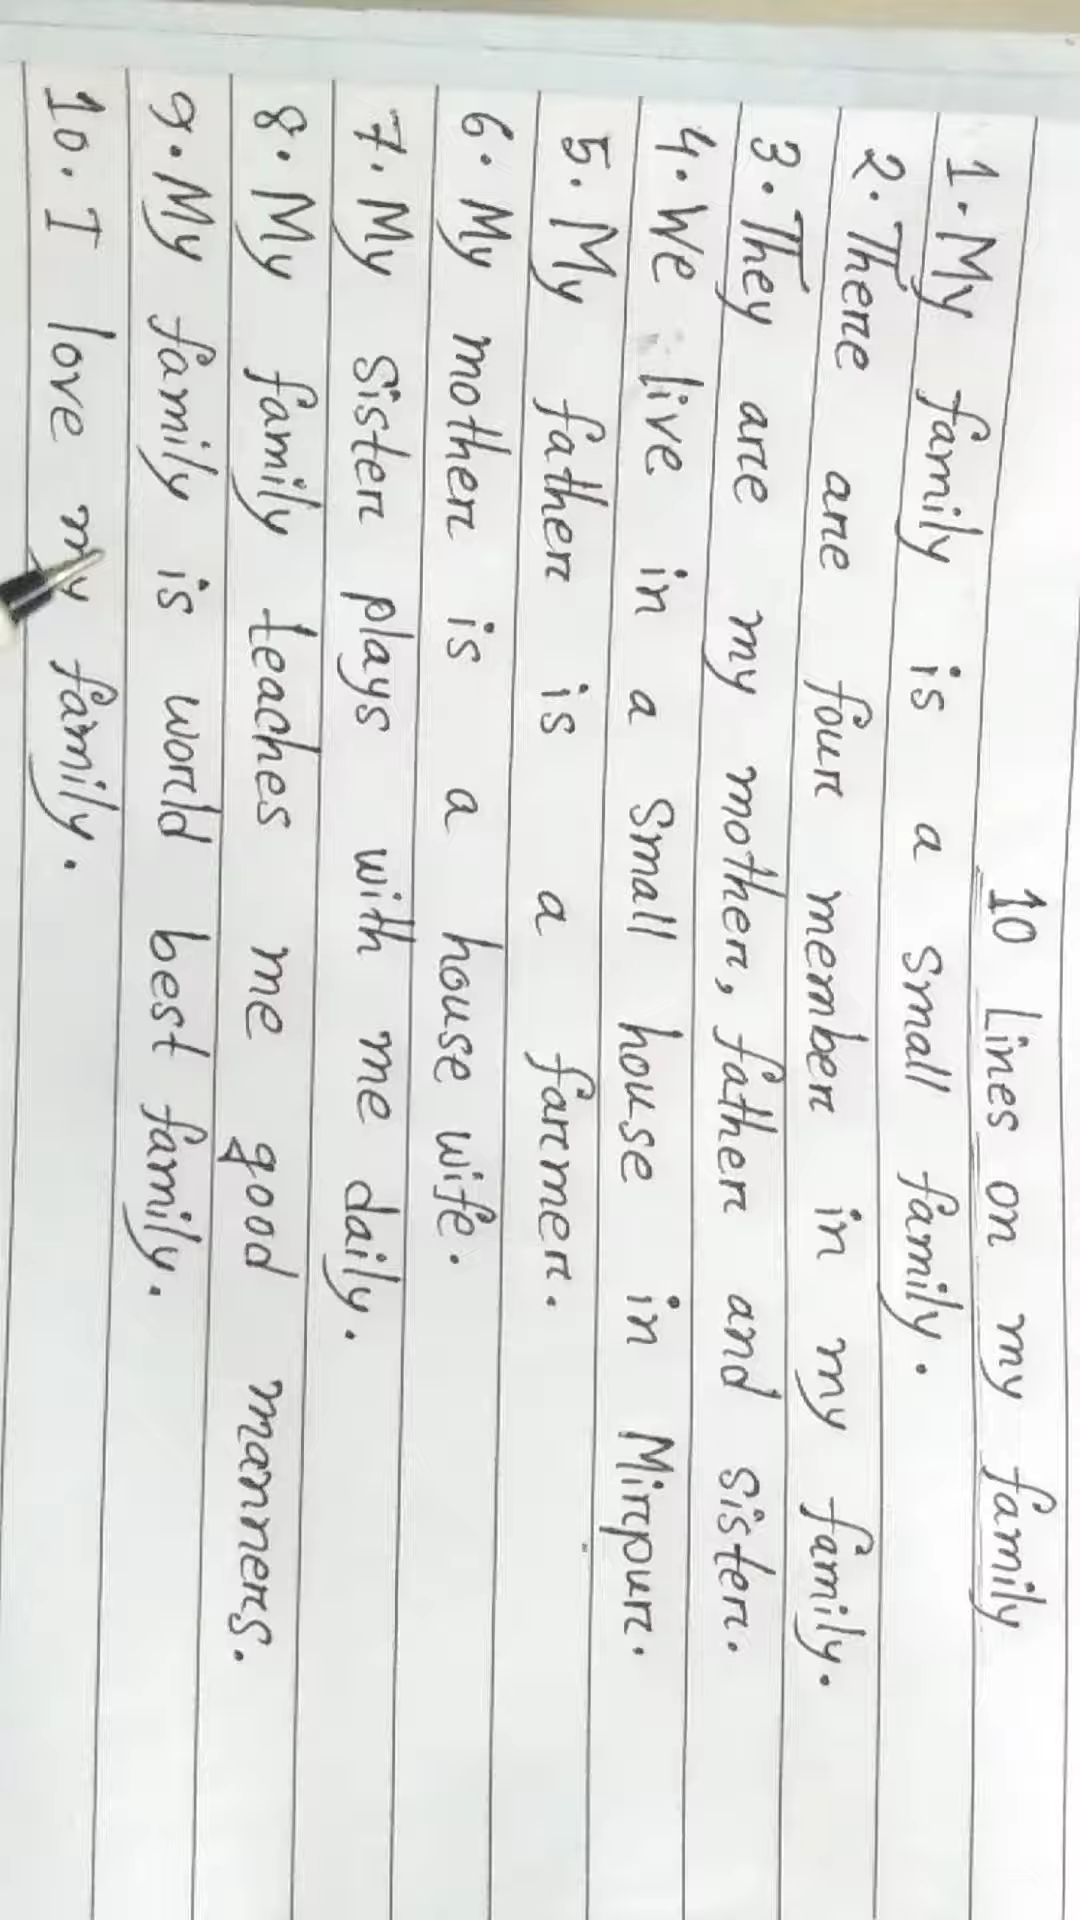 10 Lines on my family
1. My family is a small family.
2. There are four member in my family.
3. They are my mother, father and sister.
4. We live in a small house in Mirpur.
5. My father is a farmer.
6. My mother is a house wife.
7. My sister plays with me daily.
8. My family teaches me good manners.
9. My family is world best family.
10. I love my family.